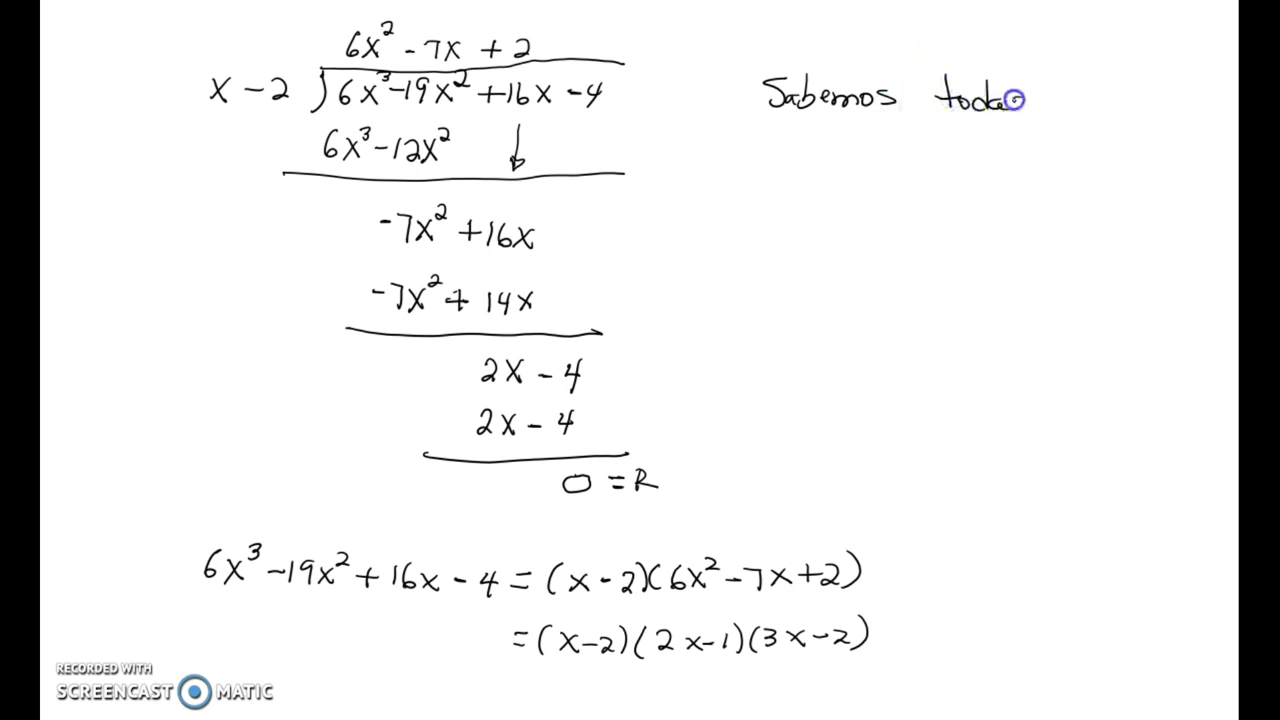 6x² - 7x + 2
x - 2 ) 6x³ - 19x² + 16x - 4
6x³ - 12x² ↓
-7x² + 16x
-7x² + 14x
2x - 4
2x - 4
0 = R
Sabemos
6x³ - 19x² + 16x - 4 = (x - 2)(6x² - 7x + 2)
= (x - 2)(2x - 1)(3x - 2)
RECORDED WITH
SCREENCAST MATIC